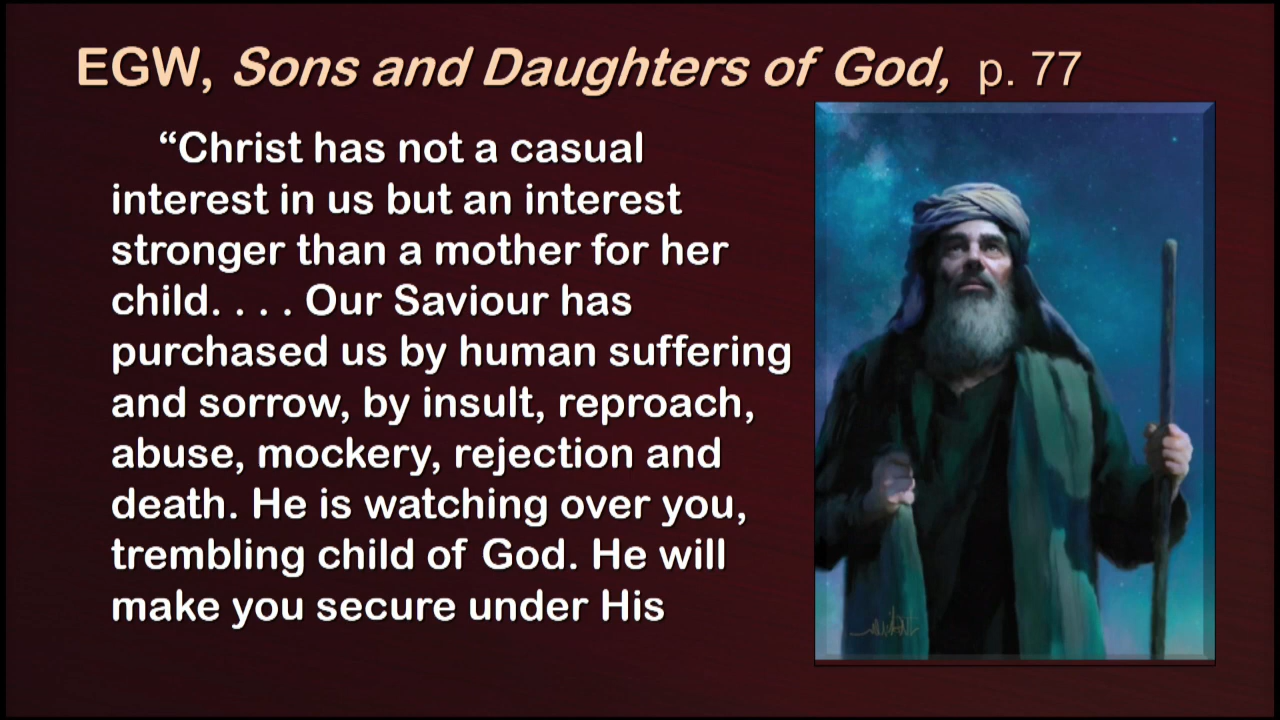 EGW, Sons and Daughters of God, p. 77
“Christ has not a casual
interest in us but an interest
stronger than a mother for her
child. . . . Our Saviour has
purchased us by human suffering
and sorrow, by insult, reproach,
abuse, mockery, rejection and
death. He is watching over you,
trembling child of God. He will
make you secure under His